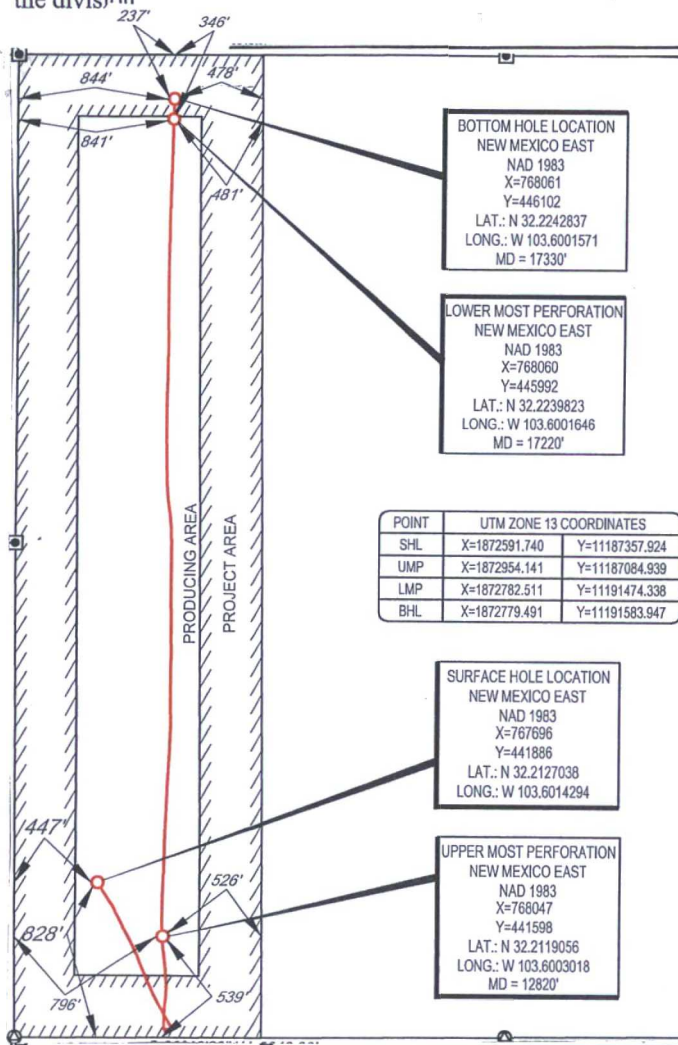 237'
346'
844'
478'
841'
481'
BOTTOM HOLE LOCATION
NEW MEXICO EAST
NAD 1983
X=768061
Y=446102
LAT.: N 32.2242837
LONG.: W 103.6001571
MD = 17330'
LOWER MOST PERFORATION
NEW MEXICO EAST
NAD 1983
X=768060
Y=445992
LAT.: N 32.2239823
LONG.: W 103.6001646
MD = 17220'
PRODUCING AREA
PROJECT AREA
POINT UTM ZONE 13 COORDINATES
SHL X=1872591.740 Y=11187357.924
UMP X=1872954.141 Y=11187084.939
LMP X=1872782.511 Y=11191474.338
BHL X=1872779.491 Y=11191583.947
SURFACE HOLE LOCATION
NEW MEXICO EAST
NAD 1983
X=767696
Y=441886
LAT.: N 32.2127038
LONG.: W 103.6014294
UPPER MOST PERFORATION
NEW MEXICO EAST
NAD 1983
X=768047
Y=441598
LAT.: N 32.2119056
LONG.: W 103.6003018
MD = 12820'
447'
526'
828'
796'
539'